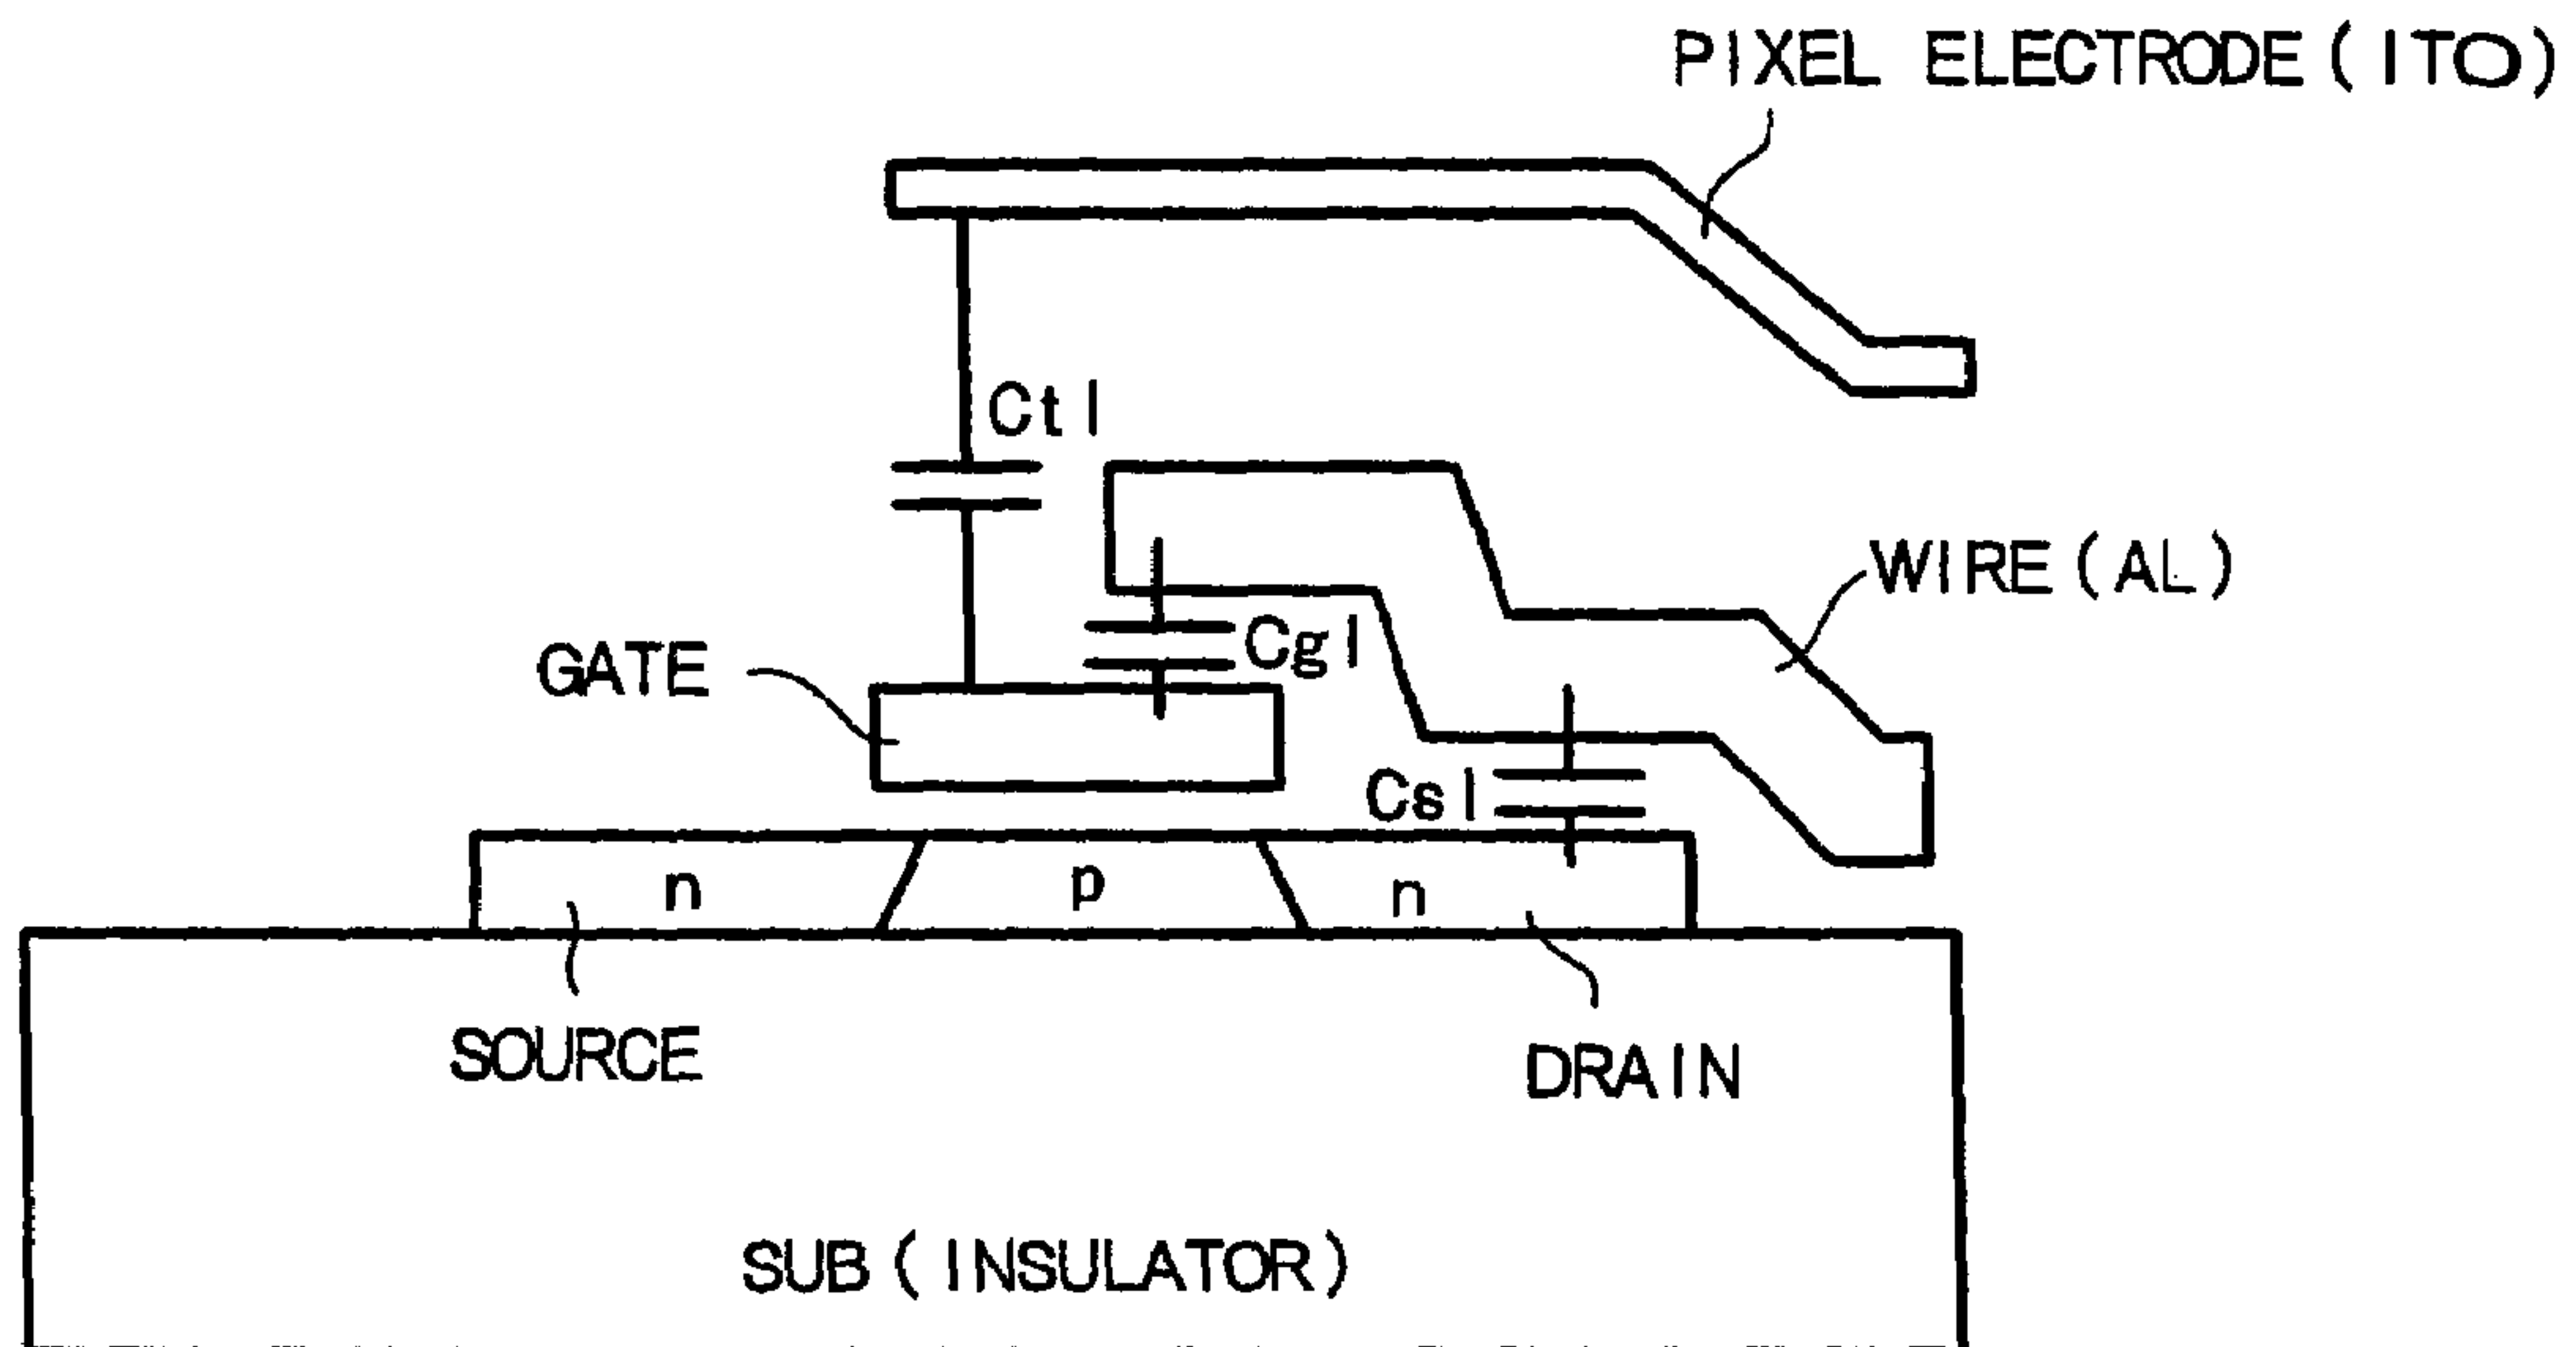 PIXEL ELECTRODE (ITO)
Ctl
WIRE (AL)
Cgl
GATE
Csl
n
p
n
SOURCE
DRAIN
SUB (INSULATOR)